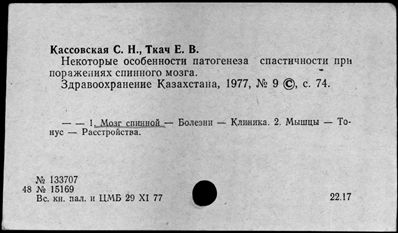 Кассовская С. Н., Ткач Е. В.
Некоторые особенности патогенеза спастичности при
поражениях спинного мозга.
Здравоохранение Казахстана, 1977, № 9 ©, с. 74.
— — 1. Мозг спинной — Болезни — Клиника. 2. Мышцы — То-
нус — Расстройства.
№ 133707
48 № 15169
Вс. кн. пал. и ЦМБ 29 XI 77
22.17